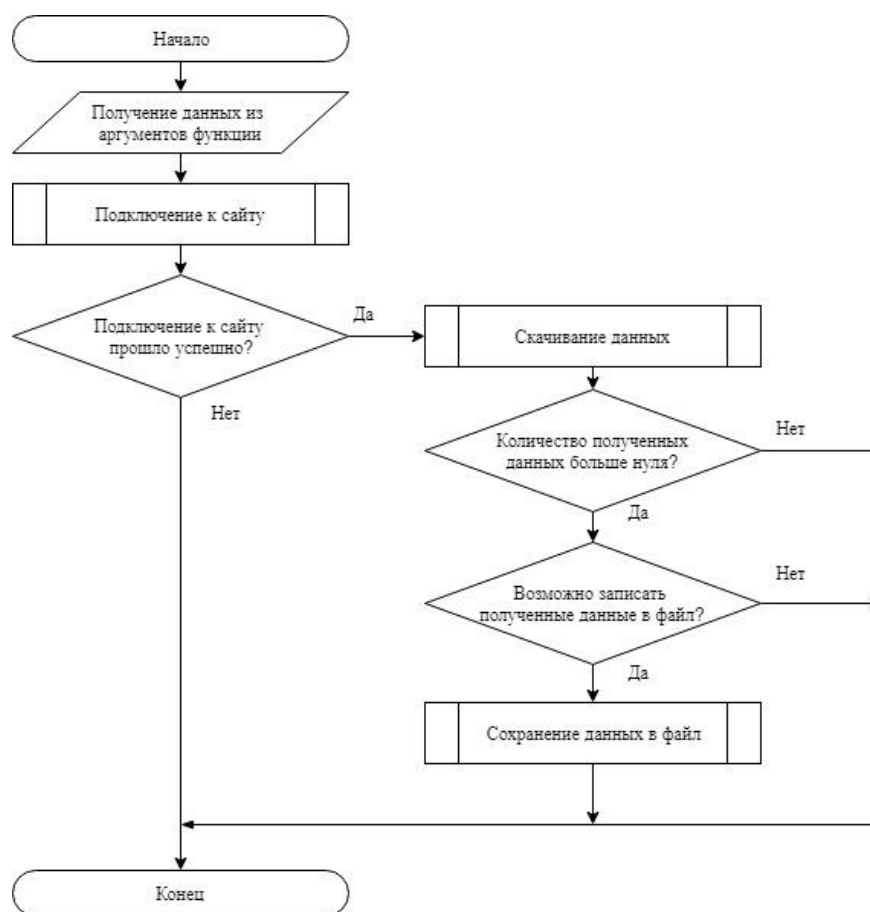 Начало
Получение данных из
аргументов функции
Подключение к сайту
Подключение к сайту
прошло успешно?
Да
Нет
Скачивание данных
Количество полученных
данных больше нуля?
Нет
Да
Возможно записать
полученные данные в файл?
Нет
Да
Сохранение данных в файл
Конец